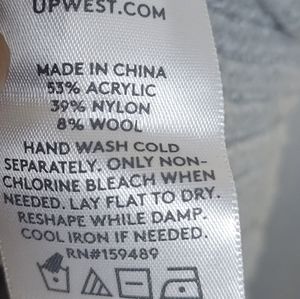 UPWEST.COM
MADE IN CHINA
53% ACRYLIC
39% NYLON
8% WOOL
HAND WASH COLD
SEPARATELY. ONLY NON-
CHLORINE BLEACH WHEN
NEEDED. LAY FLAT TO DRY.
RESHAPE WHILE DAMP.
COOL IRON IF NEEDED.
RN#159489